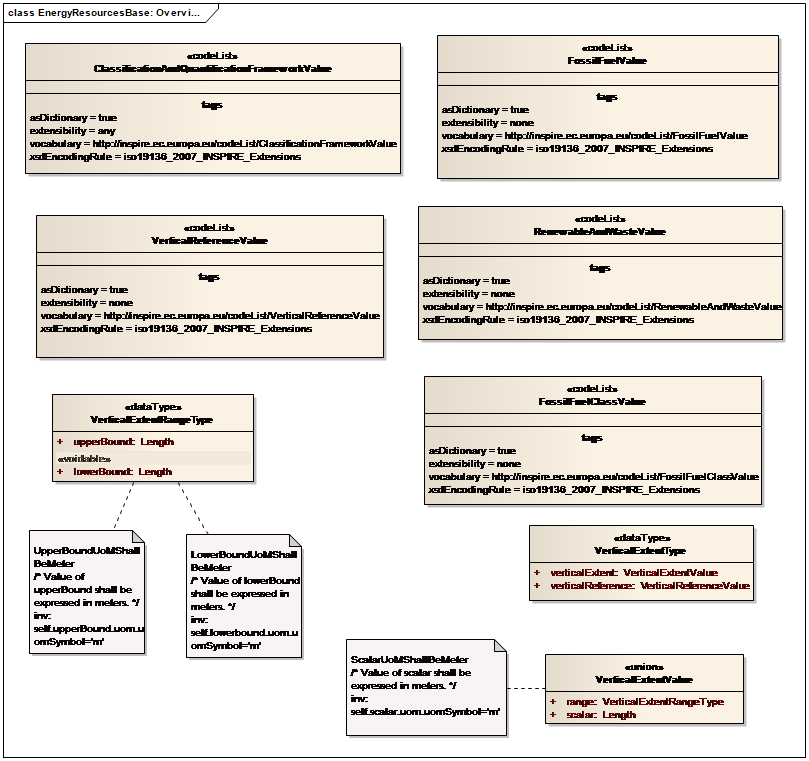 class EnergyResourcesBase: Overvi...
«codeList»
ClassificationAndQuantificationFrameworkValue
tags
asDictionary = true
extensibility = any
vocabulary = http://inspire.ec.europa.eu/codeList/ClassificationFrameworkValue
xsdEncodingRule = iso19136_2007_INSPIRE_Extensions
«codeList»
FossilFuelValue
tags
asDictionary = true
extensibility = none
vocabulary = http://inspire.ec.europa.eu/codeList/FossilFuelValue
xsdEncodingRule = iso19136_2007_INSPIRE_Extensions
«codeList»
VerticalReferenceValue
tags
asDictionary = true
extensibility = none
vocabulary = http://inspire.ec.europa.eu/codeList/VerticalReferenceValue
xsdEncodingRule = iso19136_2007_INSPIRE_Extensions
«codeList»
RenewableAndWasteValue
tags
asDictionary = true
extensibility = none
vocabulary = http://inspire.ec.europa.eu/codeList/RenewableAndWasteValue
xsdEncodingRule = iso19136_2007_INSPIRE_Extensions
«dataType»
VerticalExtentRangeType
+ upperBound: Length
«voidable»
+ lowerBound: Length
«codeList»
FossilFuelClassValue
tags
asDictionary = true
extensibility = none
vocabulary = http://inspire.ec.europa.eu/codeList/FossilFuelClassValue
xsdEncodingRule = iso19136_2007_INSPIRE_Extensions
UpperBoundUoMShall
BeMeter
/* Value of
upperBound shall be
expressed in meters. */
inv:
self.upperBound.uom.u
omSymbol='m'
LowerBoundUoMShall
BeMeter
/* Value of lowerBound
shall be expressed in
meters. */
inv:
self.lowerbound.uom.u
omSymbol='m'
«dataType»
VerticalExtentType
+ verticalExtent: VerticalExtentValue
+ verticalReference: VerticalReferenceValue
ScalarUoMShallBeMeter
/* Value of scalar shall be
expressed in meters. */
inv:
self.scalar.uom.uomSymbol='m'
«union»
VerticalExtentValue
+ range: VerticalExtentRangeType
+ scalar: Length